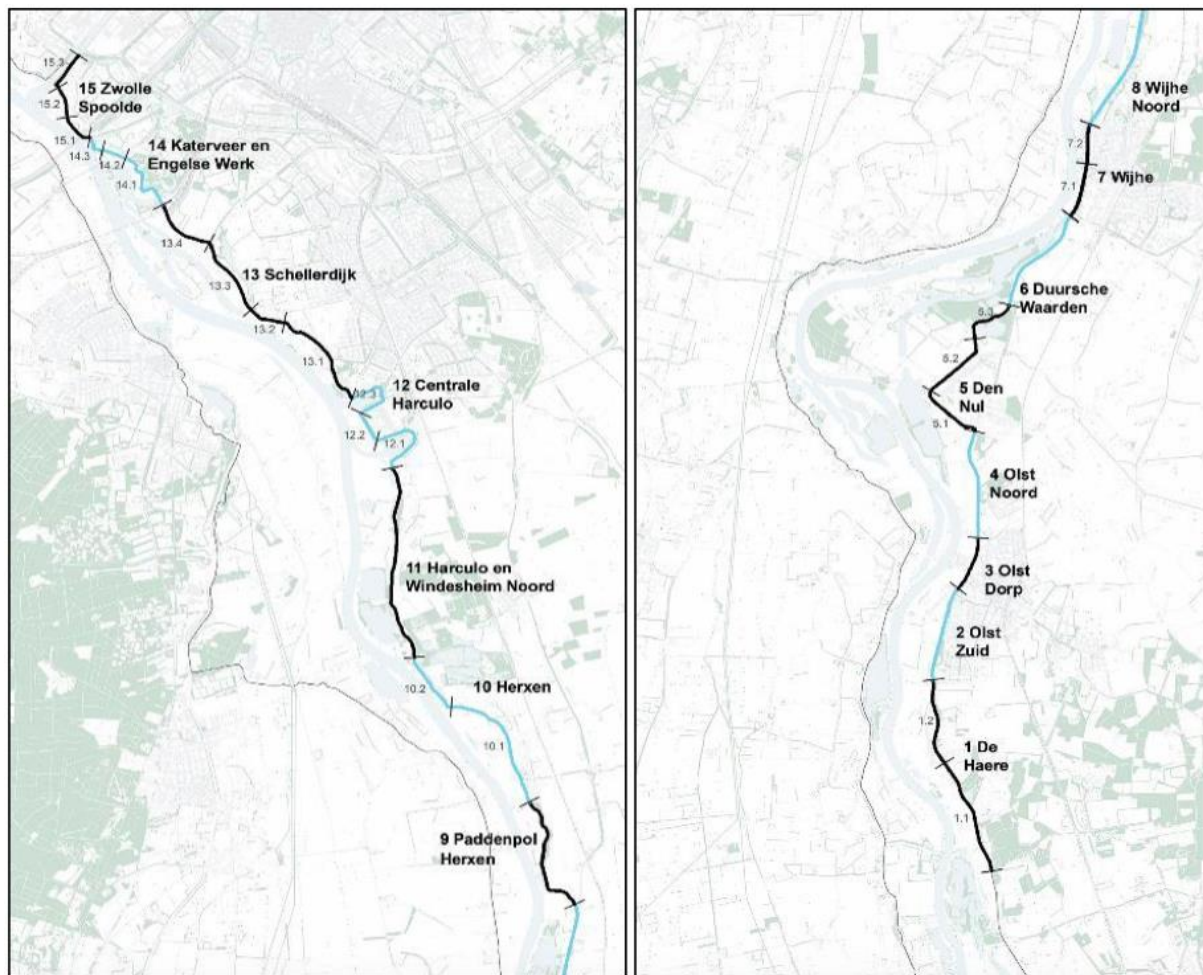 15.3
15 Zwolle
Spoolde
15.2
15.1
14.3
14.2
14.1
14 Katerveer en
Engelse Werk
13.4
13 Schellerdijk
13.3
13.2
13.1
12.3
12 Centrale
Harculo
12.2
12.1
11 Harculo en
Windesheim Noord
10.2
10 Herxen
10.1
9 Paddenpol
Herxen
8 Wijhe
Noord
7.2
7 Wijhe
7.1
6 Duursche
Waarden
5.3
5.2
5 Den
Nul
5.1
4 Olst
Noord
3 Olst
Dorp
2 Olst
Zuid
1.2
1 De
Haere
1.1